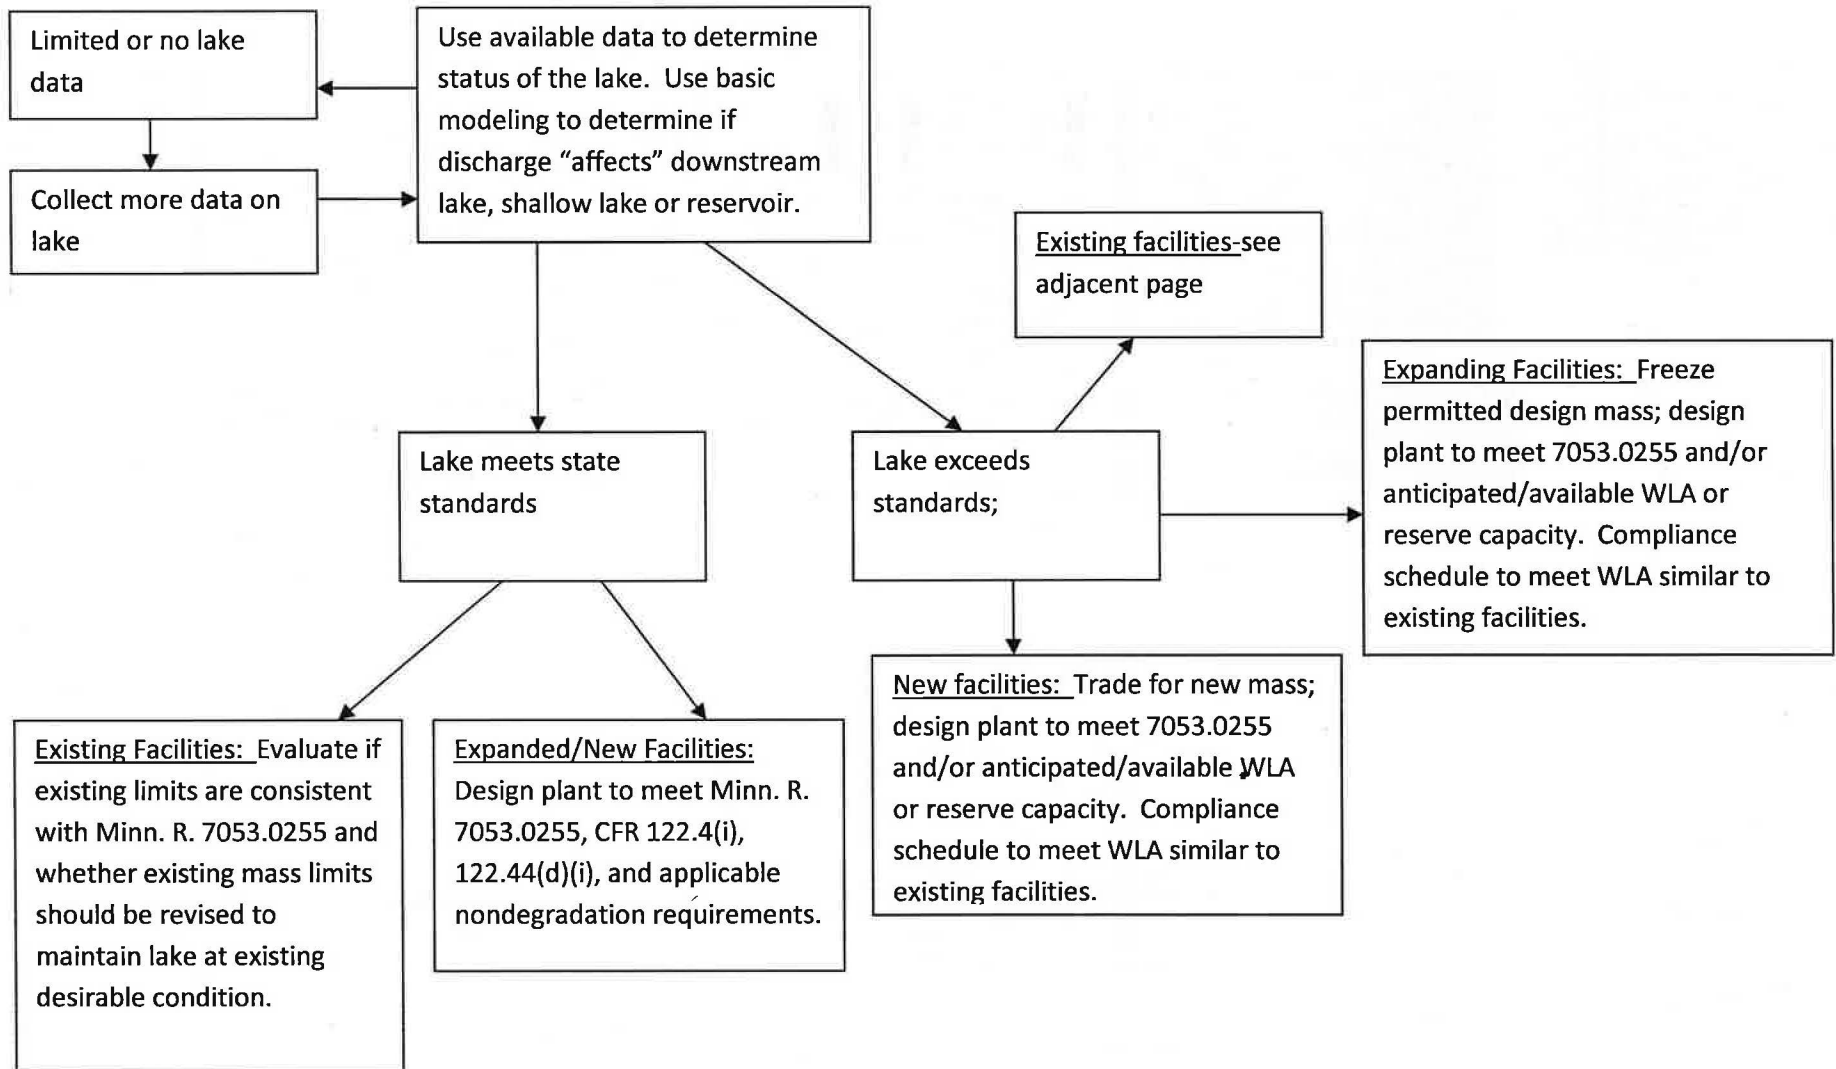 Limited or no lake
data
Use available data to determine
status of the lake.  Use basic
modeling to determine if
discharge “affects” downstream
lake, shallow lake or reservoir.
Collect more data on
lake
Existing facilities-see
adjacent page
Expanding Facilities:  Freeze
permitted design mass; design
plant to meet 7053.0255 and/or
anticipated/available WLA or
reserve capacity.  Compliance
schedule to meet WLA similar to
existing facilities.
Lake meets state
standards
Lake exceeds
standards;
New facilities:  Trade for new mass;
design plant to meet 7053.0255
and/or anticipated/available WLA
or reserve capacity.  Compliance
schedule to meet WLA similar to
existing facilities.
Existing Facilities:  Evaluate if
existing limits are consistent
with Minn. R. 7053.0255 and
whether existing mass limits
should be revised to
maintain lake at existing
desirable condition.
Expanded/New Facilities:
Design plant to meet Minn. R.
7053.0255, CFR 122.4(i),
122.44(d)(i), and applicable
nondegradation requirements.